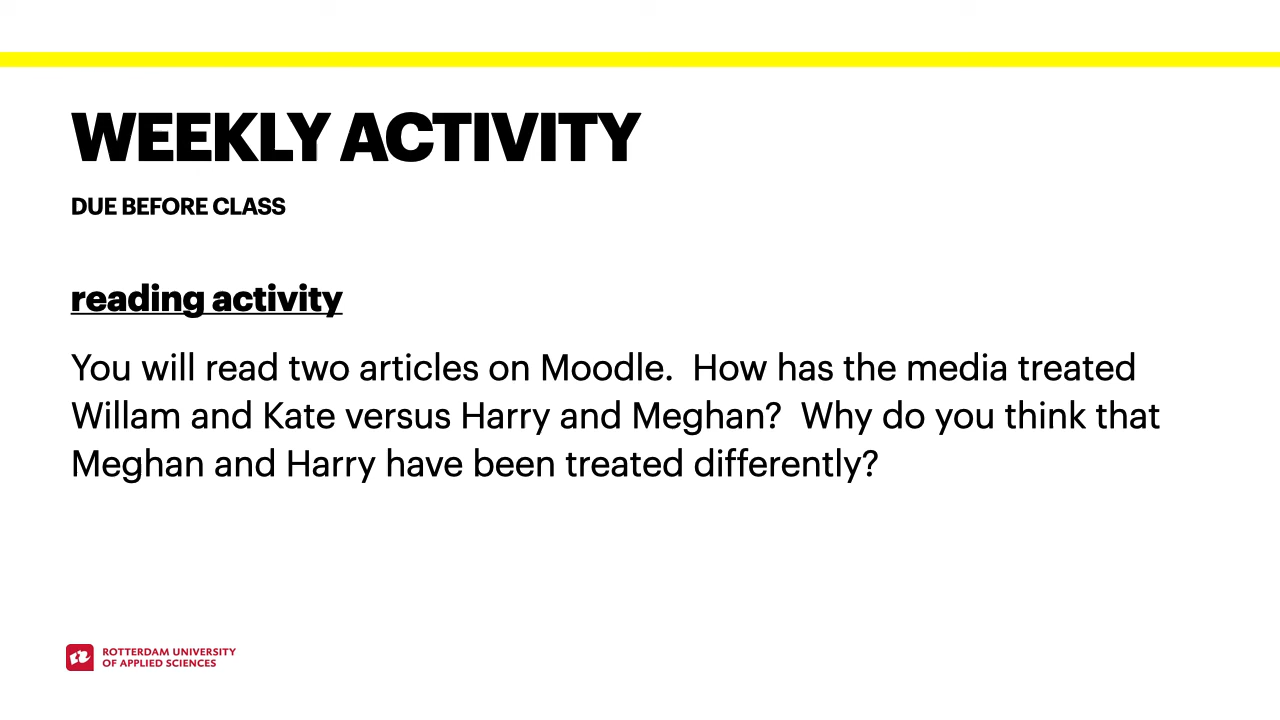 WEEKLY ACTIVITY
DUE BEFORE CLASS
reading activity
You will read two articles on Moodle.  How has the media treated
Willam and Kate versus Harry and Meghan?  Why do you think that
Meghan and Harry have been treated differently?
ROTTERDAM UNIVERSITY
OF APPLIED SCIENCES